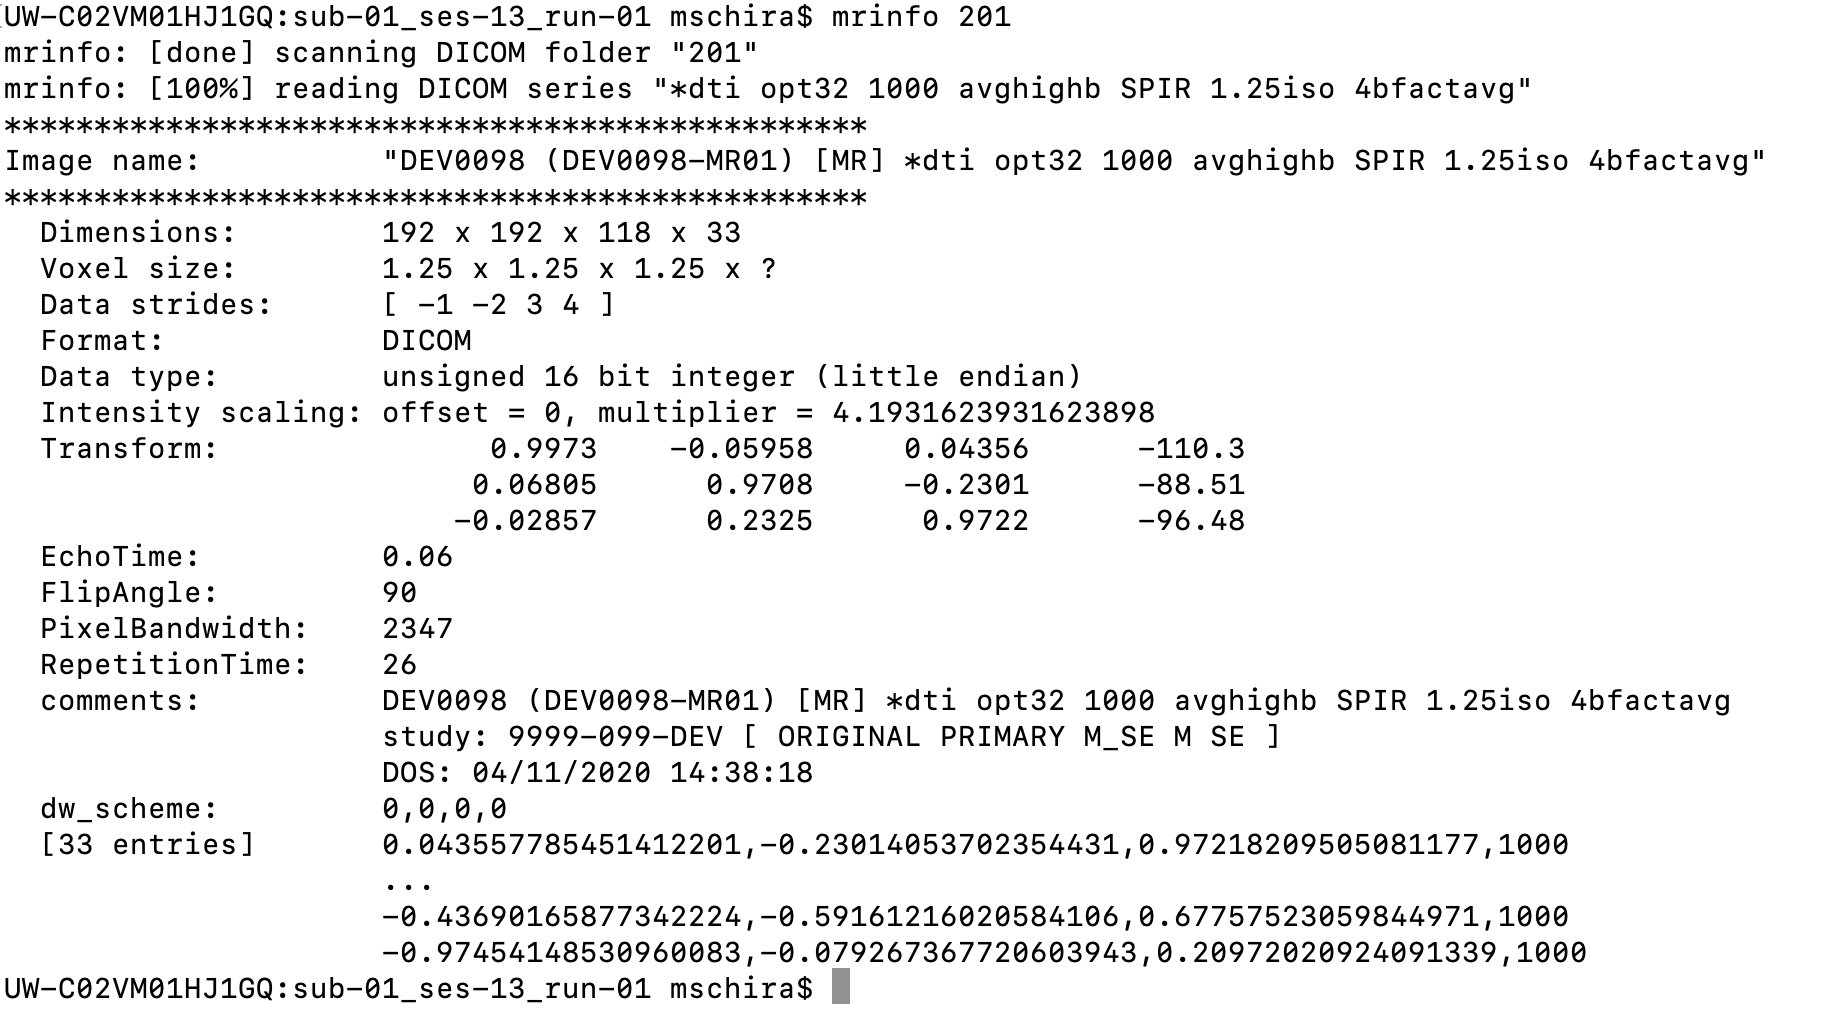 UW-C02VM01HJ1GQ:sub-01_ses-13_run-01 mschira$ mrinfo 201
mrinfo: [done] scanning DICOM folder "201"
mrinfo: [100%] reading DICOM series "*dti opt32 1000 avghighb SPIR 1.25iso 4bfactavg"
************************************************
Image name:          "DEV0098 (DEV0098-MR01) [MR] *dti opt32 1000 avghighb SPIR 1.25iso 4bfactavg"
************************************************
  Dimensions:        192 x 192 x 118 x 33
  Voxel size:        1.25 x 1.25 x 1.25 x ?
  Data strides:      [ -1 -2 3 4 ]
  Format:            DICOM
  Data type:         unsigned 16 bit integer (little endian)
  Intensity scaling: offset = 0, multiplier = 4.1931623931623898
  Transform:               0.9973    -0.05958     0.04356      -110.3
                          0.06805      0.9708     -0.2301      -88.51
                         -0.02857      0.2325      0.9722      -96.48
  EchoTime:          0.06
  FlipAngle:         90
  PixelBandwidth:    2347
  RepetitionTime:    26
  comments:          DEV0098 (DEV0098-MR01) [MR] *dti opt32 1000 avghighb SPIR 1.25iso 4bfactavg
                     study: 9999-099-DEV [ ORIGINAL PRIMARY M_SE M SE ]
                     DOS: 04/11/2020 14:38:18
  dw_scheme:         0,0,0,0
  [33 entries]       0.043557785451412201,-0.23014053702354431,0.97218209505081177,1000
                     ...
                     -0.43690165877342224,-0.59161216020584106,0.67757523059844971,1000
                     -0.97454148530960083,-0.079267367720603943,0.20972020924091339,1000
UW-C02VM01HJ1GQ:sub-01_ses-13_run-01 mschira$